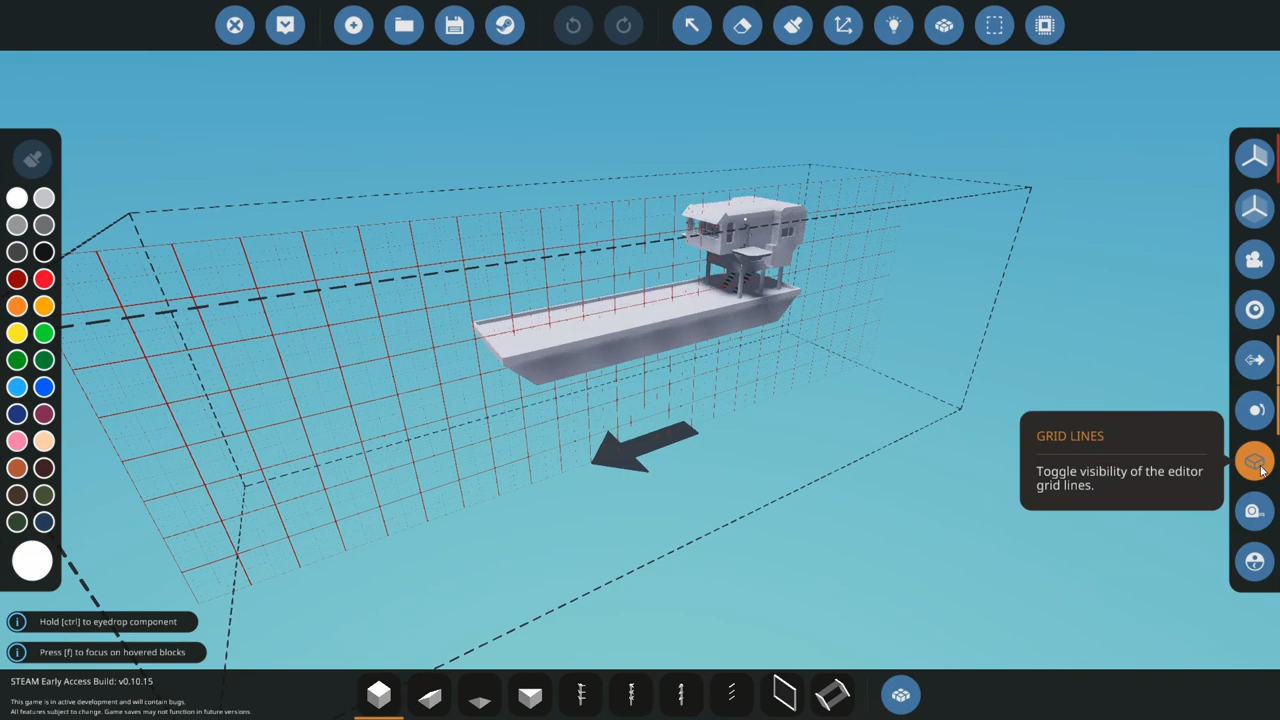 GRID LINES
Toggle visibility of the editor
grid lines.
Hold [ctrl] to eyedrop component
Press [f] to focus on hovered blocks
STEAM Early Access Build: v0.10.15
This game is in active development and will contain bugs.
All features subject to change. Game saves may not function in future versions.